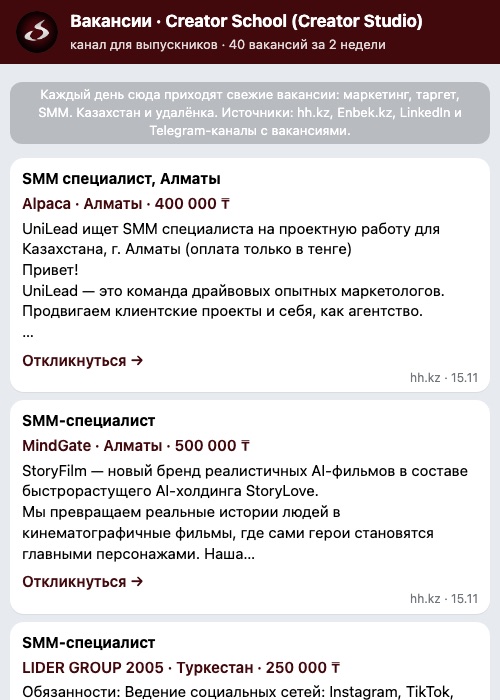 Вакансии · Creator School (Creator Studio)
канал для выпускников · 40 вакансий за 2 недели
Каждый день сюда приходят свежие вакансии: маркетинг, таргет,
SMM. Казахстан и удалёнка. Источники: hh.kz, Enbek.kz, LinkedIn и
Telegram-каналы с вакансиями.
SMM специалист, Алматы
Alpaca · Алматы · 400 000 ₸
UniLead ищет SMM специалиста на проектную работу для
Казахстана, г. Алматы (оплата только в тенге)
Привет!
UniLead — это команда драйвовых опытных маркетологов.
Продвигаем клиентские проекты и себя, как агентство.
...
Откликнуться →
hh.kz · 15.11
SMM-специалист
MindGate · Алматы · 500 000 ₸
StoryFilm — новый бренд реалистичных AI-фильмов в составе
быстрорастущего AI-холдинга StoryLove.
Мы превращаем реальные истории людей в
кинематографичные фильмы, где сами герои становятся
главными персонажами. Наша...
Откликнуться →
hh.kz · 15.11
SMM-специалист
LIDER GROUP 2005 · Туркестан · 250 000 ₸
Обязанности: Ведение социальных сетей: Instagram, TikTok,